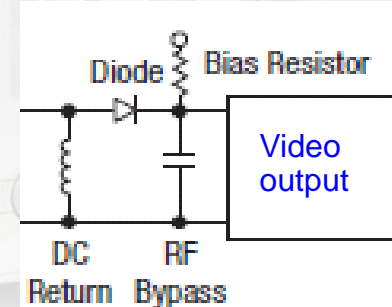 Diode
Bias Resistor
Video
output
DC
Return
RF
Bypass